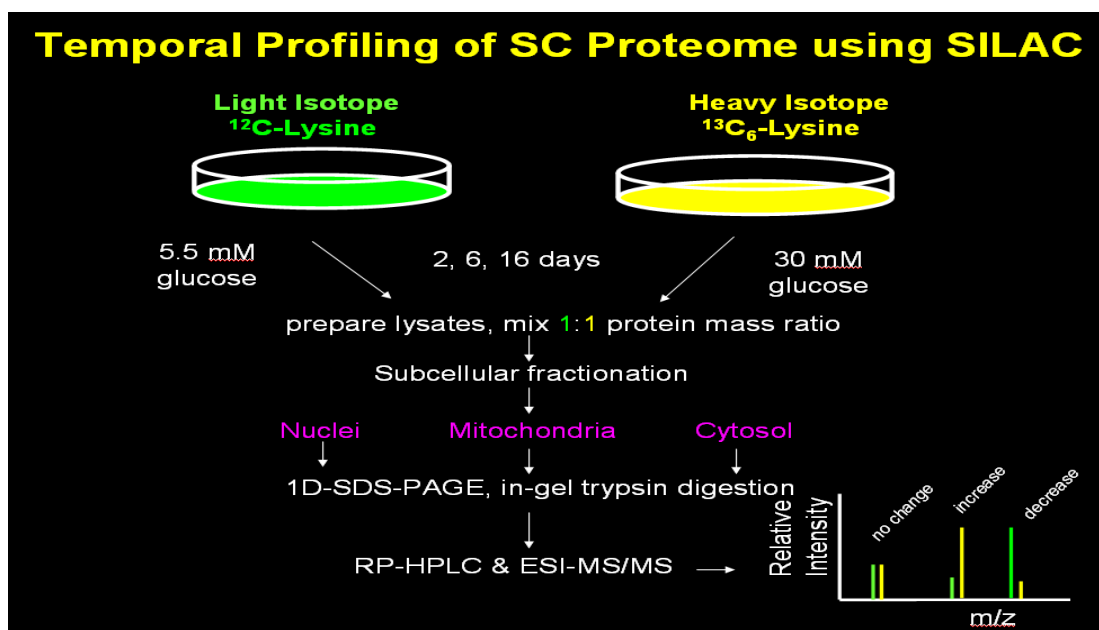 Temporal Profiling of SC Proteome using SILAC
Light Isotope
¹²C-Lysine
Heavy Isotope
¹³C₆-Lysine
5.5 mM
glucose
2, 6, 16 days
30 mM
glucose
prepare lysates, mix 1:1 protein mass ratio
Subcellular fractionation
Nuclei
Mitochondria
Cytosol
1D-SDS-PAGE, in-gel trypsin digestion
RP-HPLC & ESI-MS/MS
Relative
Intensity
no change
increase
decrease
m/z